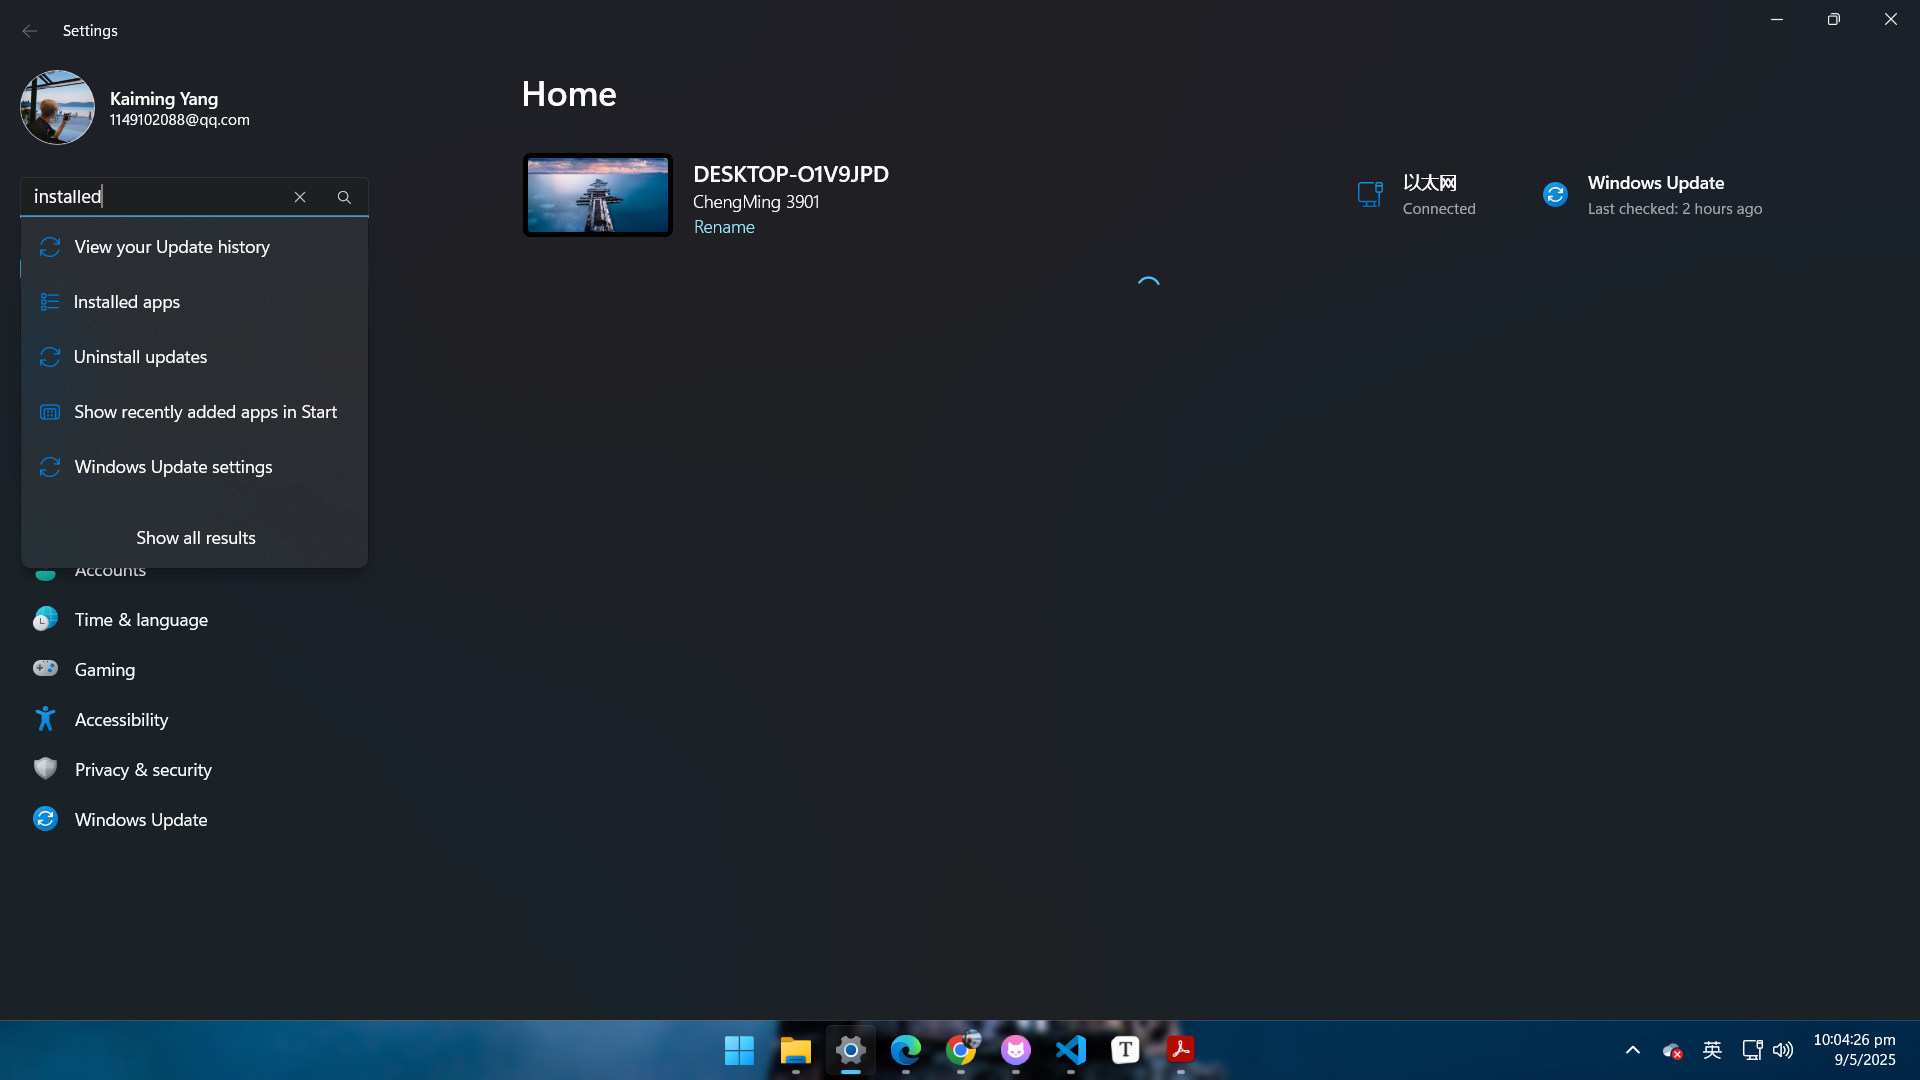 Settings
Kaiming Yang
1149102088@qq.com
installed
View your Update history
Installed apps
Uninstall updates
Show recently added apps in Start
Windows Update settings
Show all results
Accounts
Time & language
Gaming
Accessibility
Privacy & security
Windows Update
Home
DESKTOP-O1V9JPD
ChengMing 3901
Rename
以太网
Connected
Windows Update
Last checked: 2 hours ago
T
英
10:04:26 pm
9/5/2025